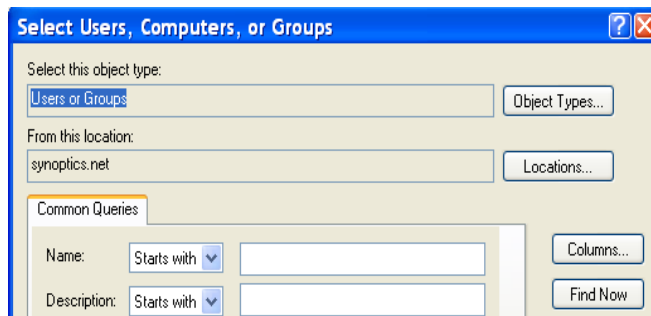 Select Users, Computers, or Groups
Select this object type:
Users or Groups
Object Types...
From this location:
synoptics.net
Locations...
Common Queries
Name:
Starts with
Columns...
Description:
Starts with
Find Now